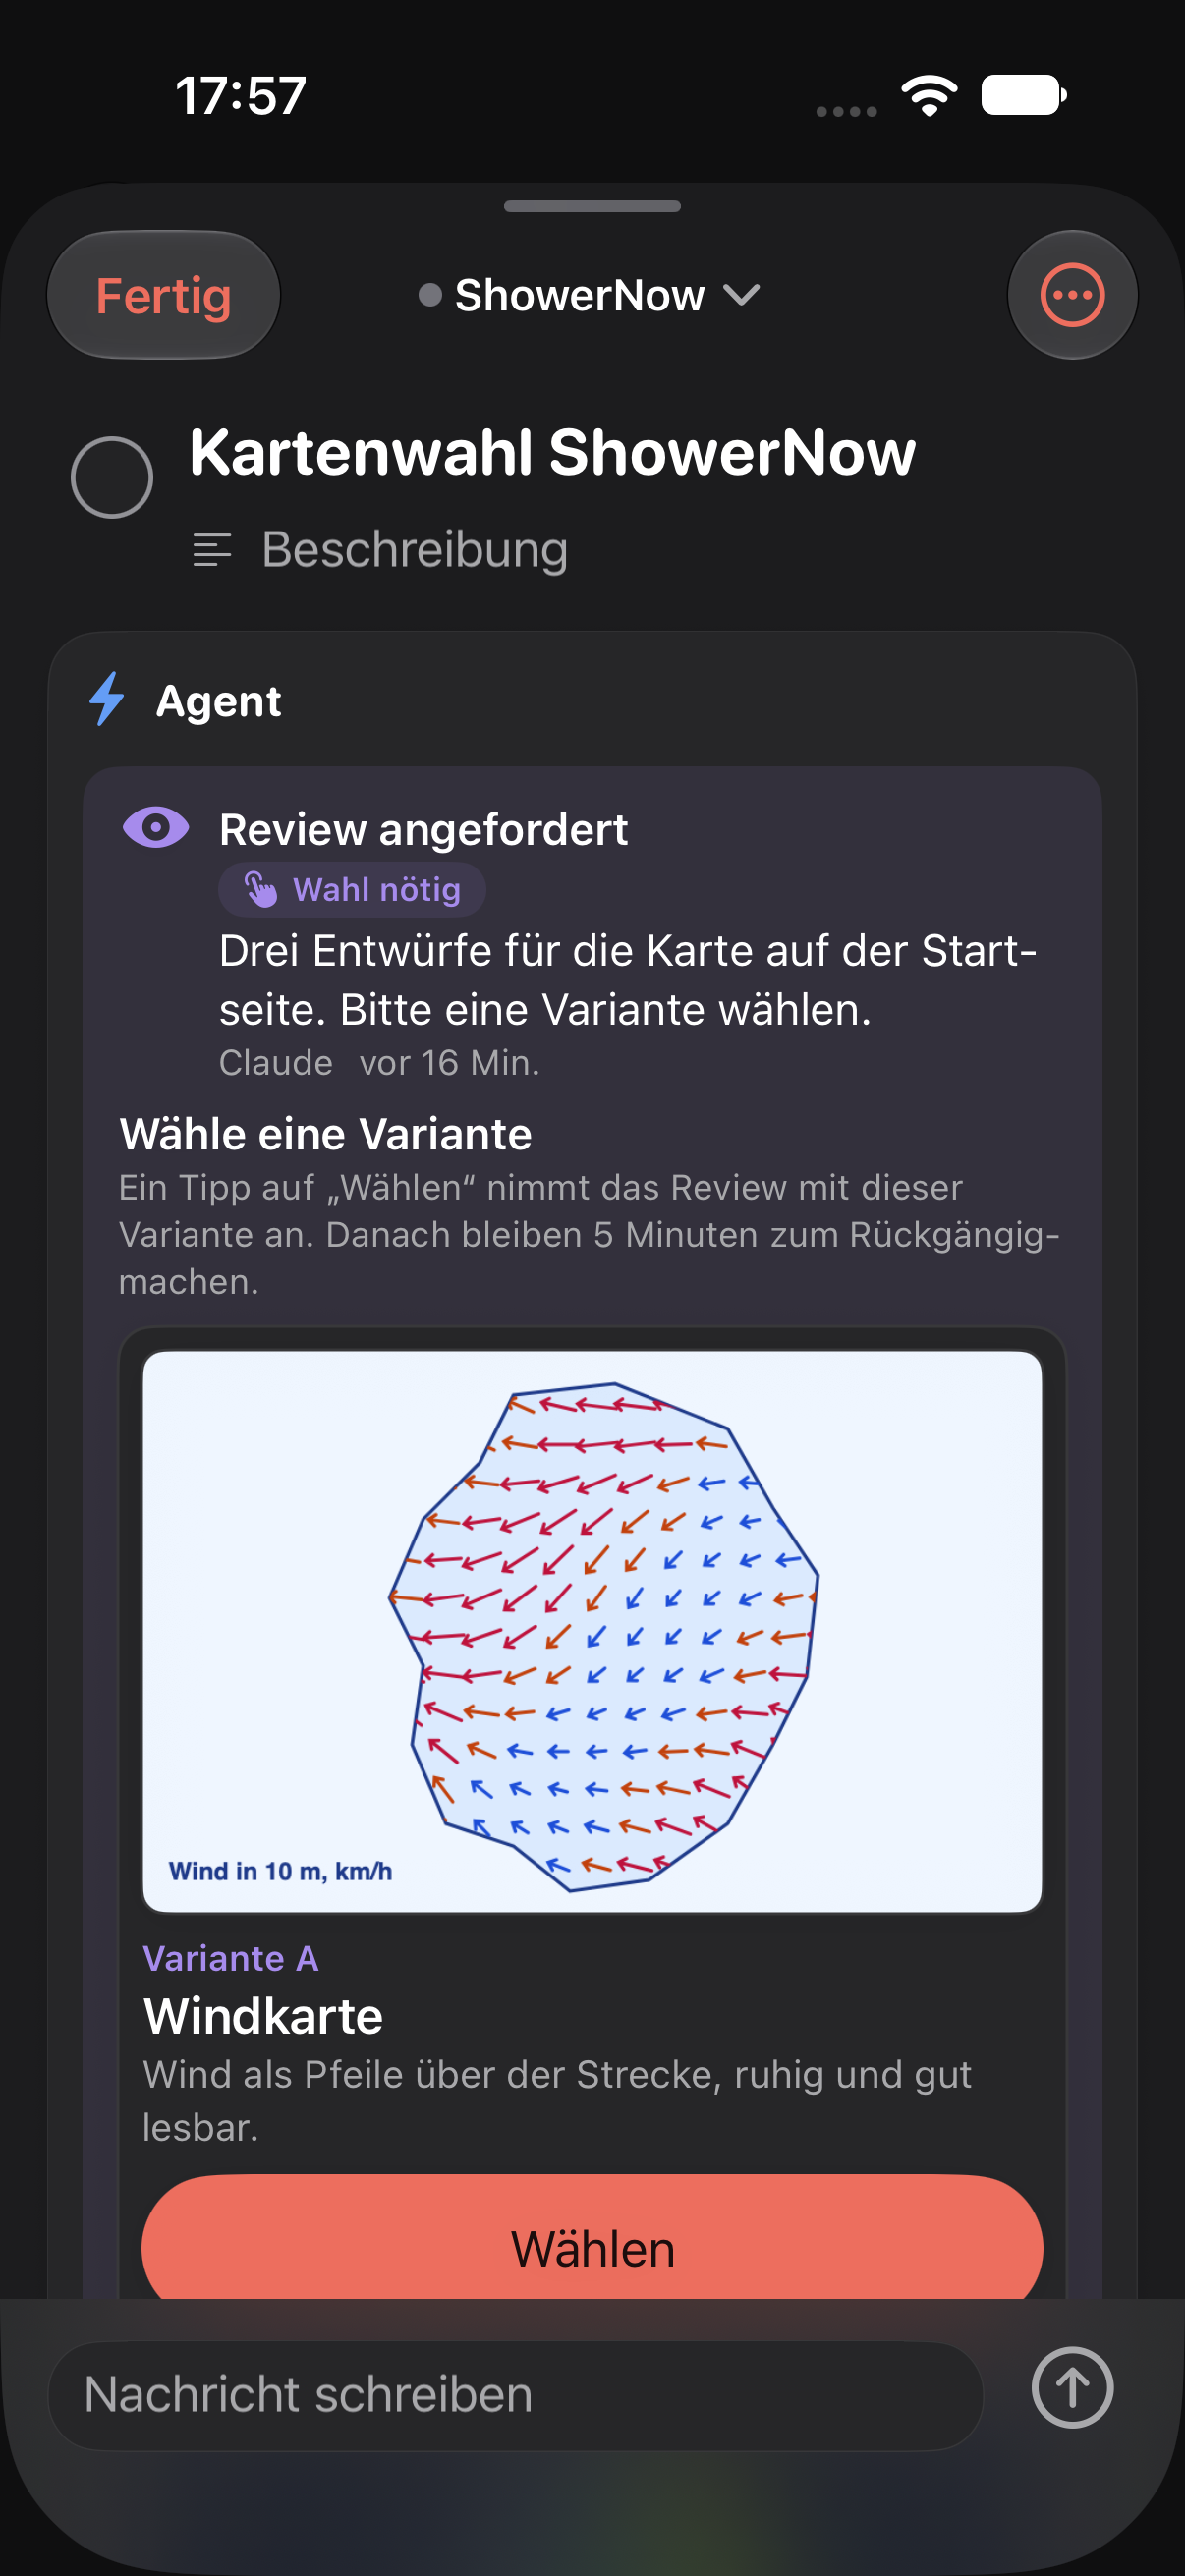 17:57
Fertig
ShowerNow
Kartenwahl ShowerNow
Beschreibung
Agent
Review angefordert
Wahl nötig
Drei Entwürfe für die Karte auf der Start-
seite. Bitte eine Variante wählen.
Claude vor 16 Min.
Wähle eine Variante
Ein Tipp auf „Wählen“ nimmt das Review mit dieser
Variante an. Danach bleiben 5 Minuten zum Rückgängig-
machen.
Wind in 10 m, km/h
Variante A
Windkarte
Wind als Pfeile über der Strecke, ruhig und gut
lesbar.
Wählen
Nachricht schreiben